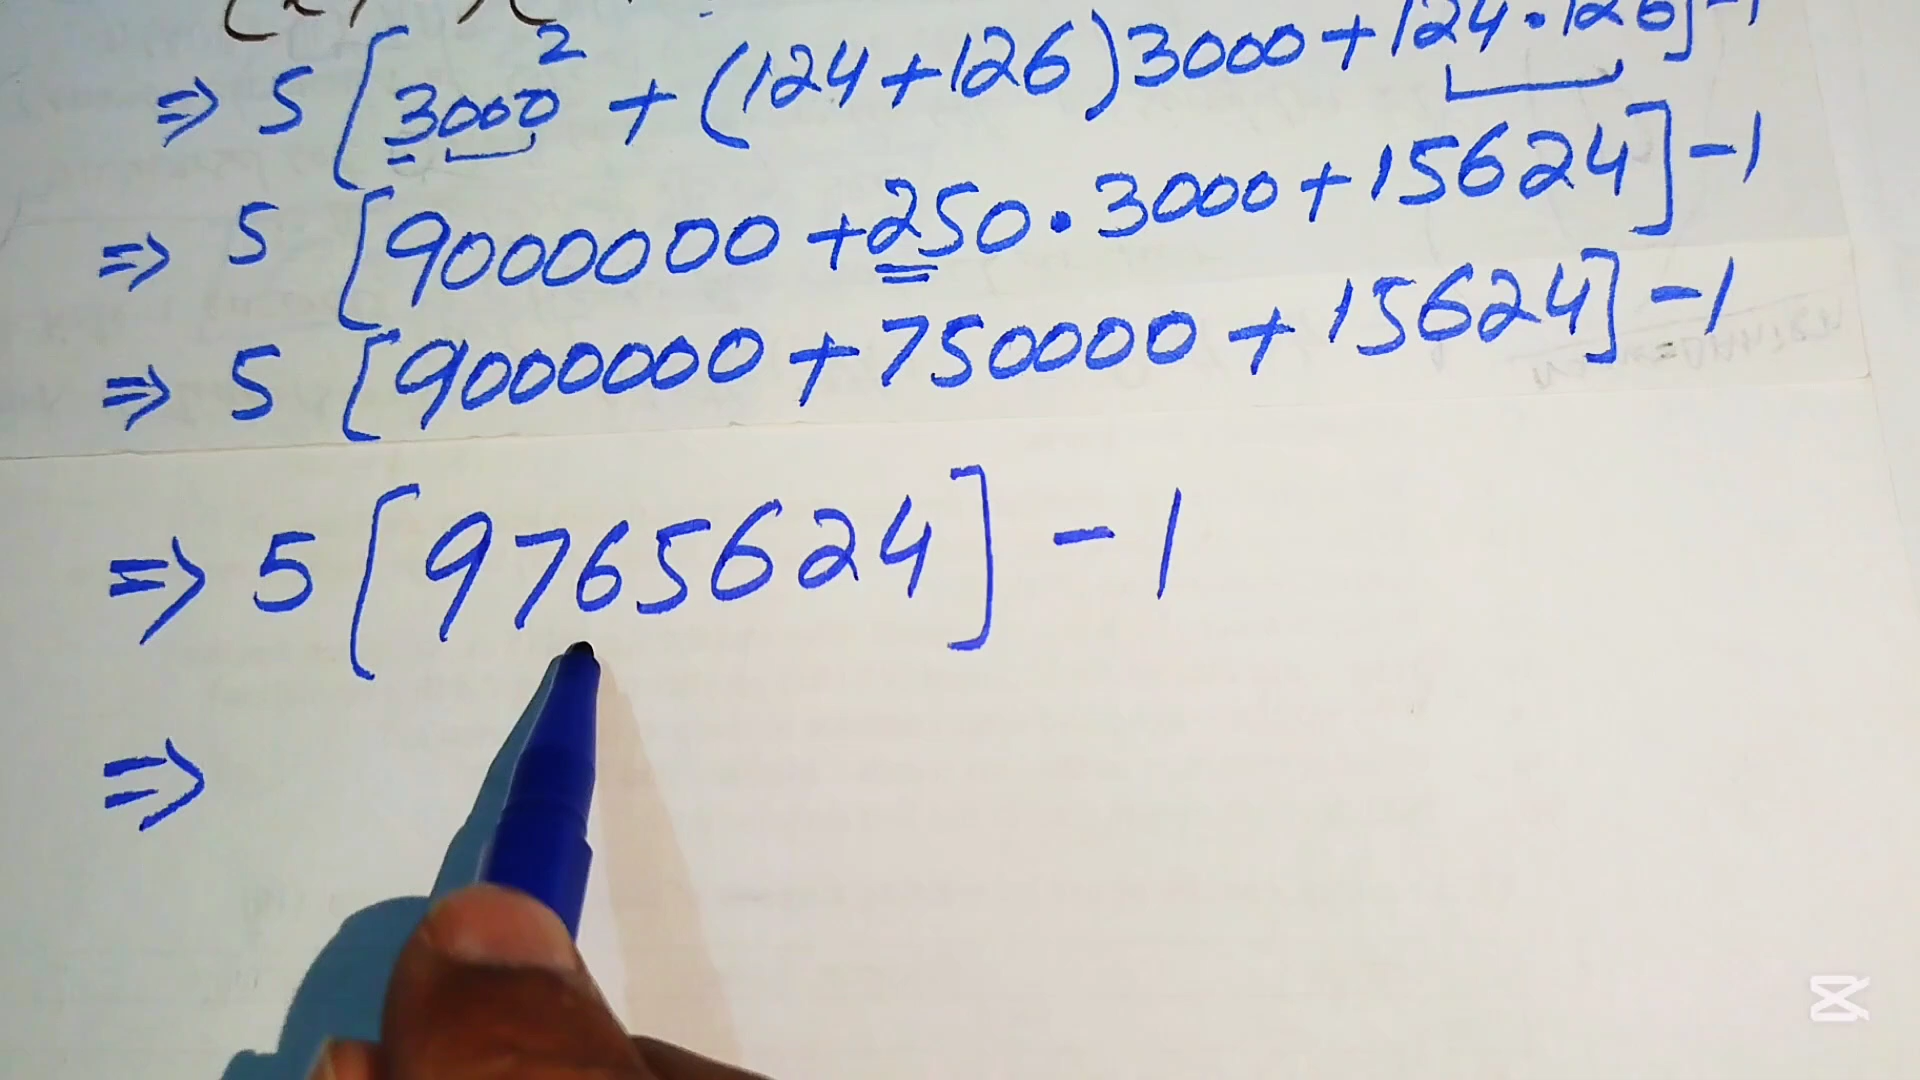 ⇒ 5[3000² + (124+126)3000+124·126]-1
⇒ 5 [9000000 +250·3000+15624]-1
⇒ 5 [9000000 + 750000 + 15624]-1
⇒ 5[9765624] - 1
⇒